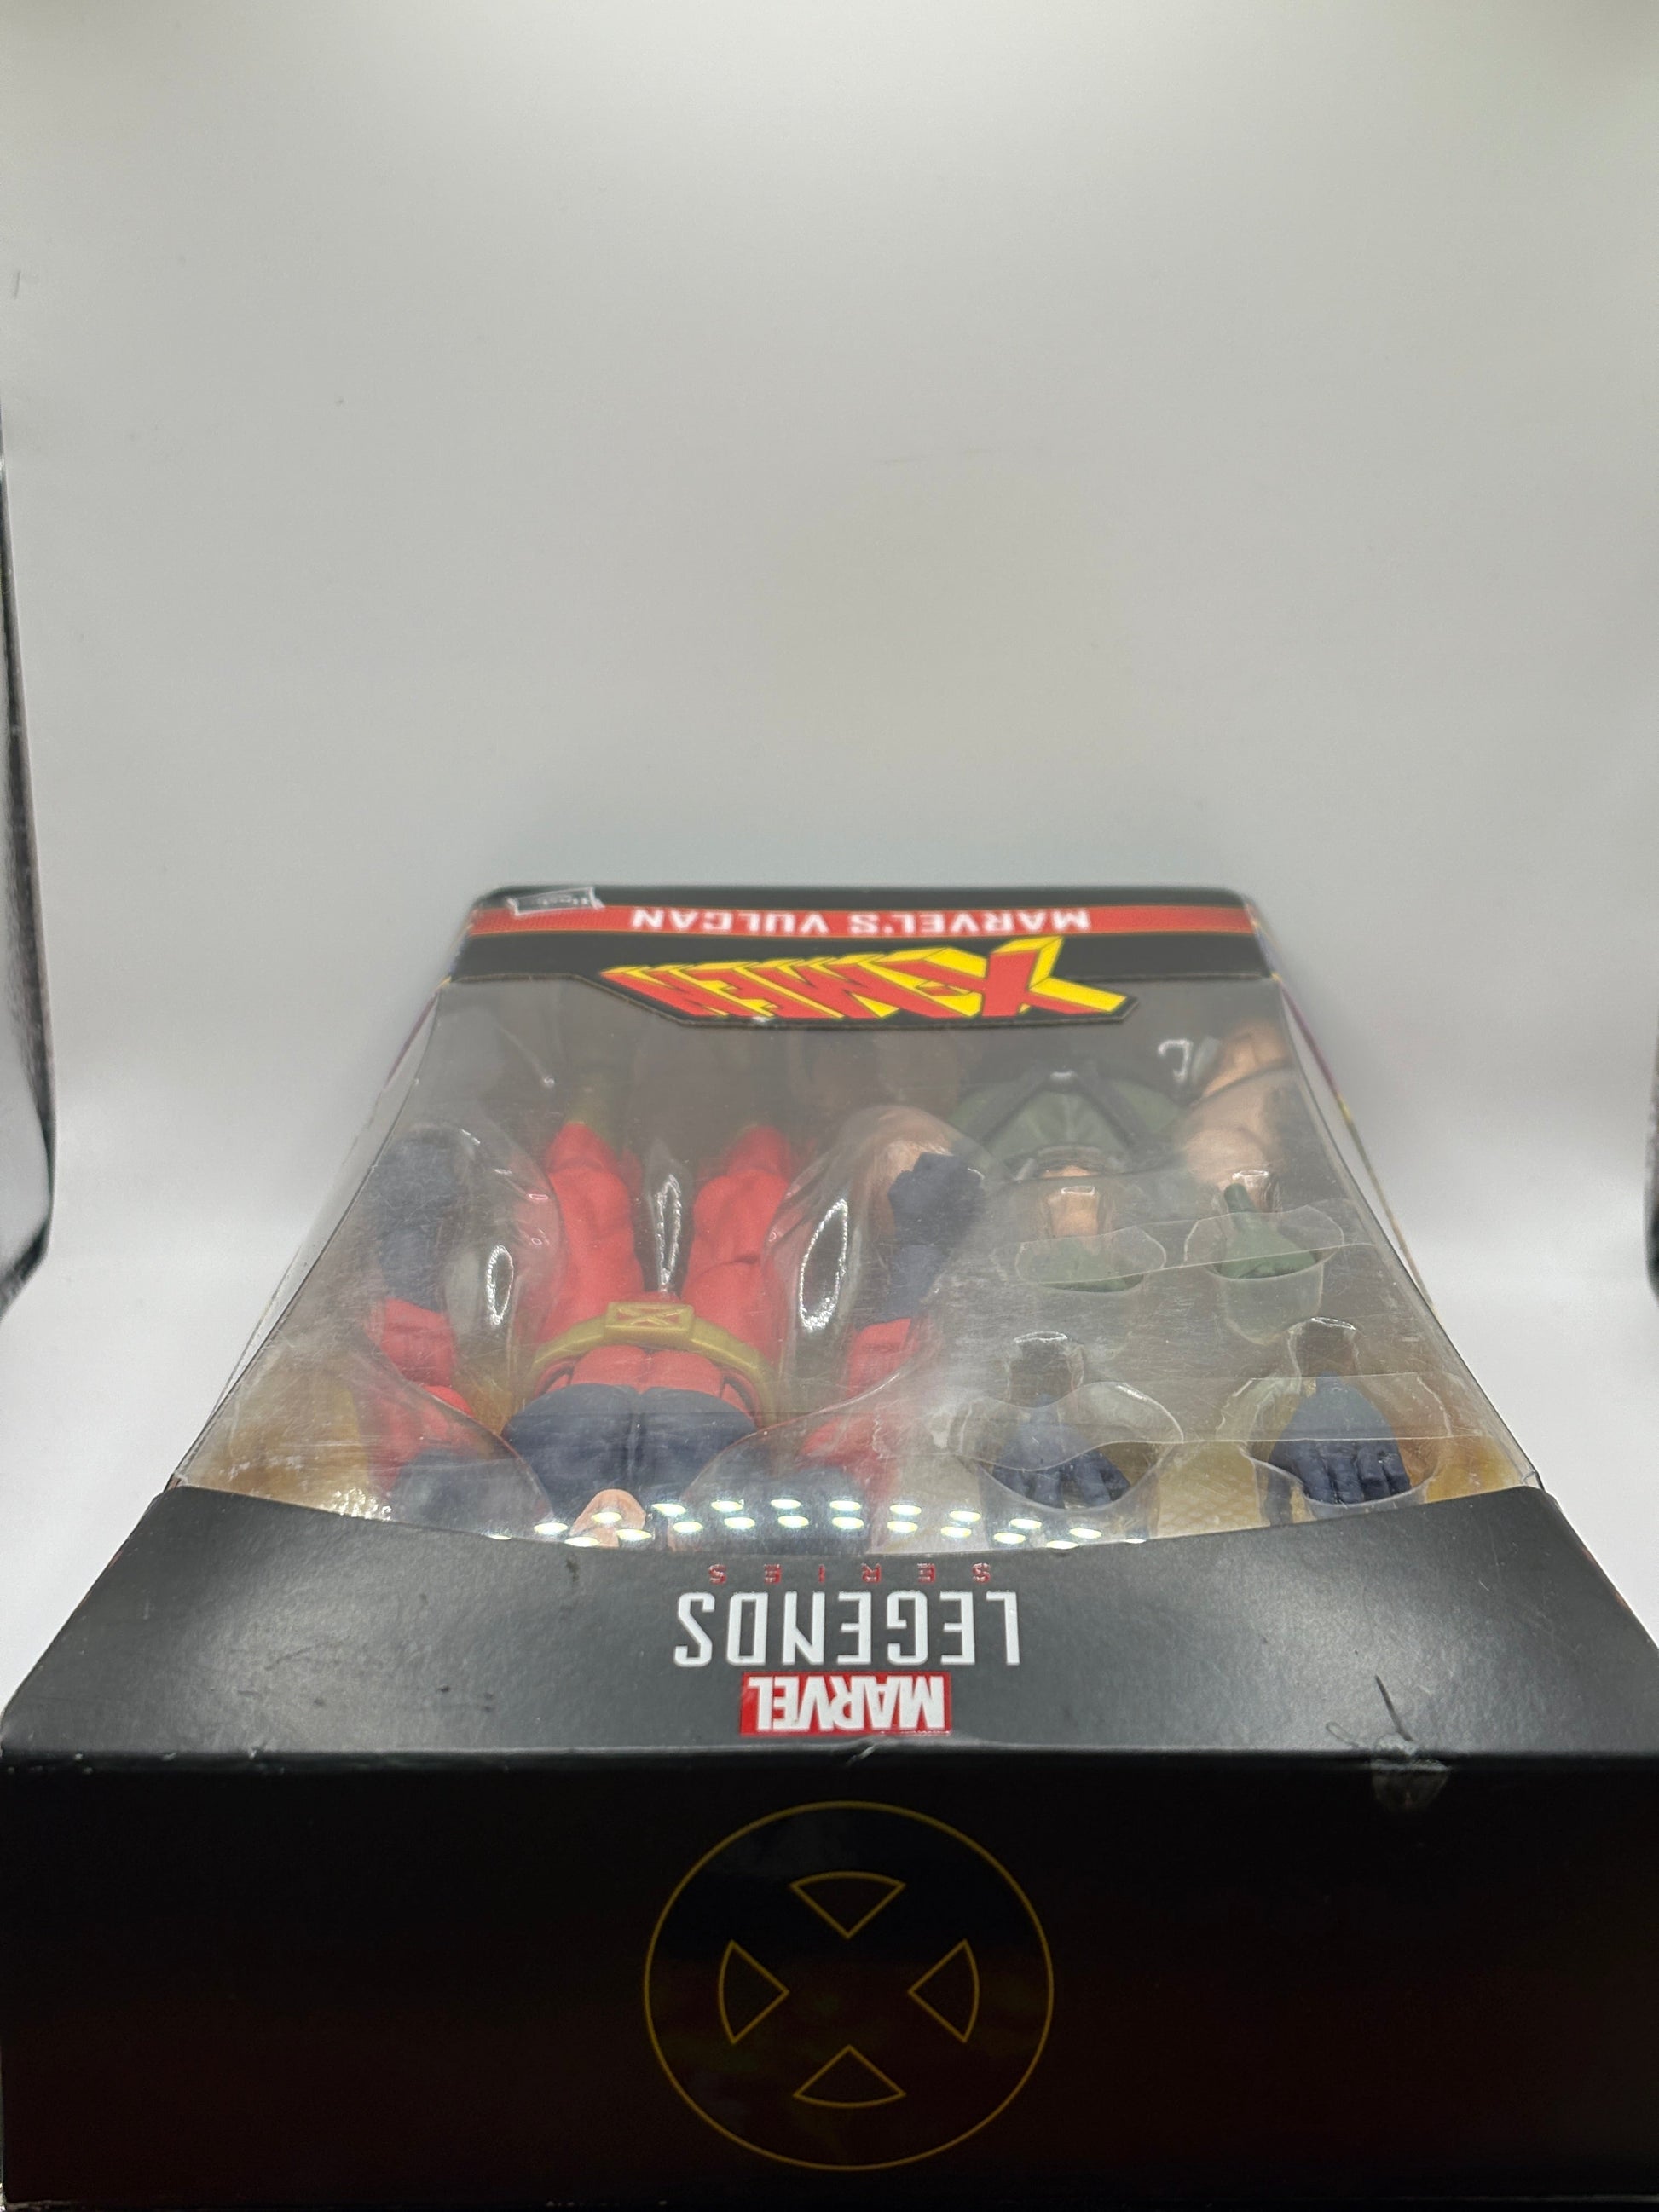 MARVEL
LEGENDS
SERIES
X-MEN
MARVEL'S VULCAN